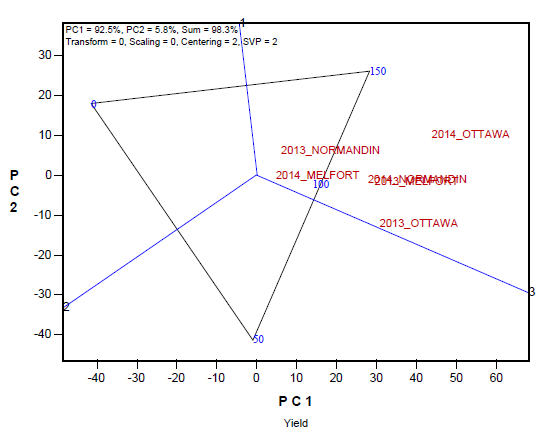 PC1 = 92.5%, PC2 = 5.8%, Sum = 98.3%
Transform = 0, Scaling = 0, Centering = 2, SVP = 2
1
30
150
20
0
10
2014_OTTAWA
2013_NORMANDIN
P C 2
0
2014_MELFORT
2014_NORMANDIN
2013_MELFORT
100
-10
2013_OTTAWA
-20
-30
3
2
-40
50
-40 -30 -20 -10 0 10 20 30 40 50 60
P C 1
Yield